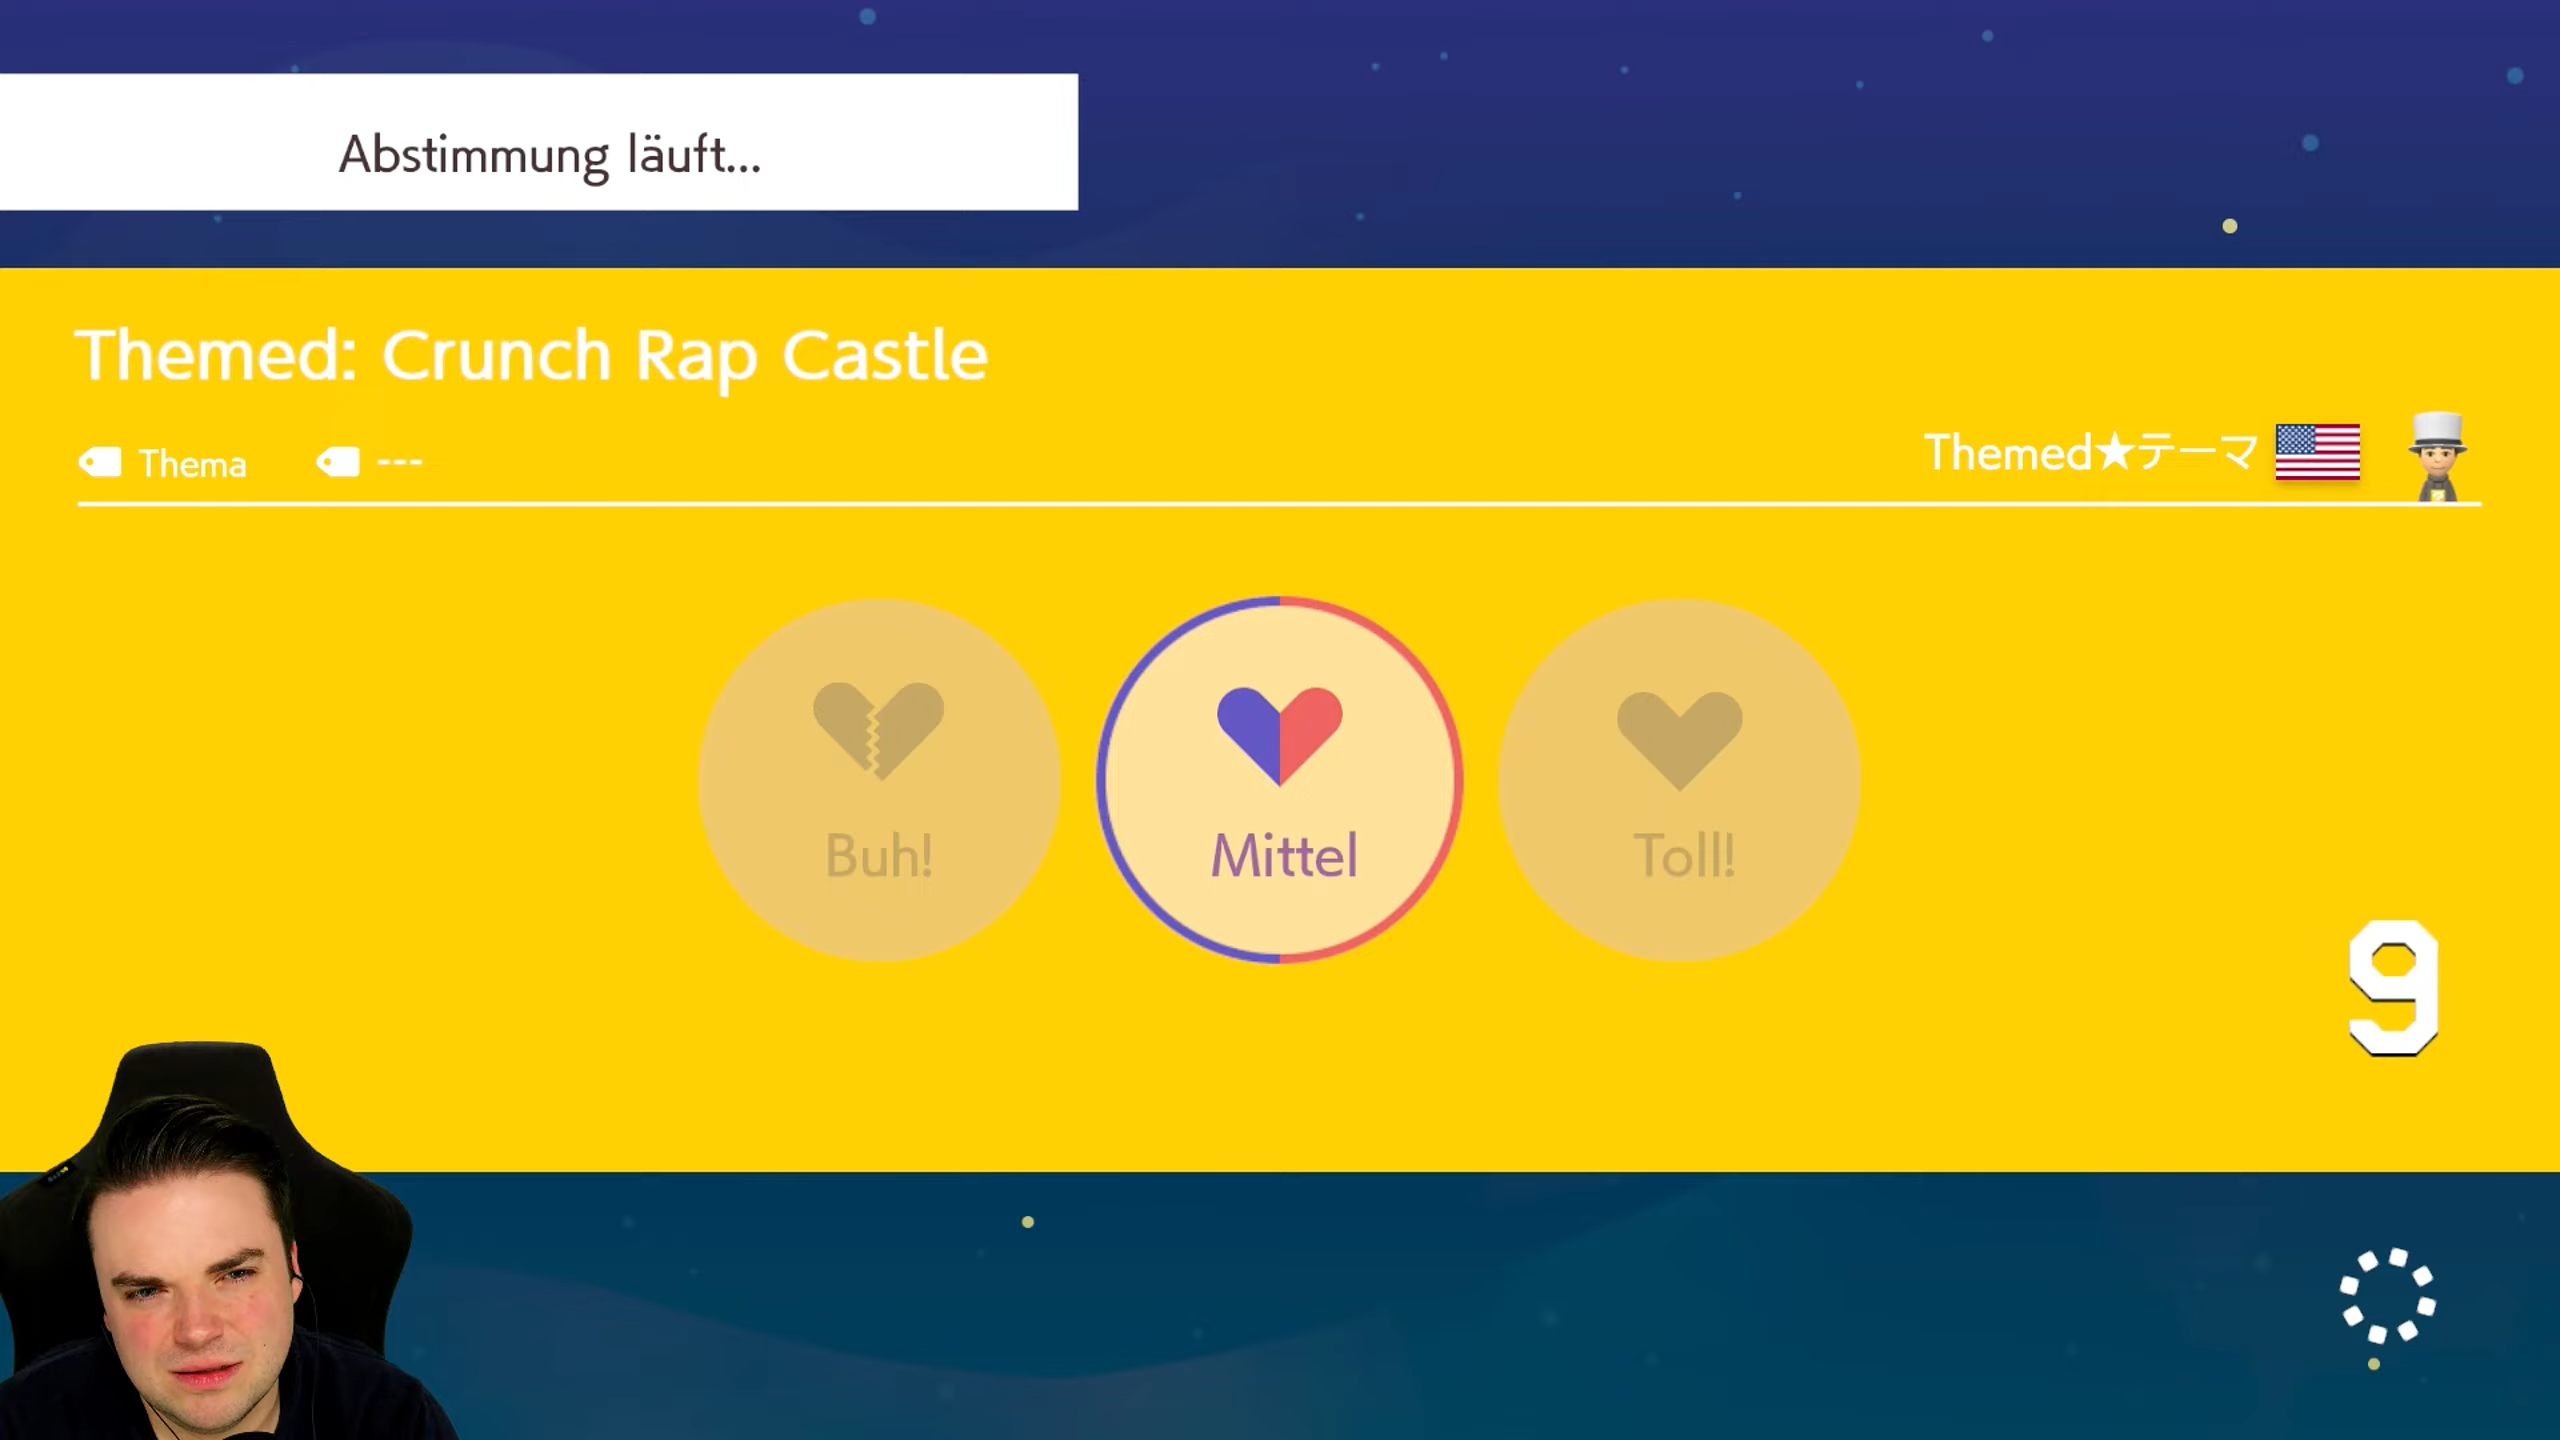 Abstimmung läuft...
Themed: Crunch Rap Castle
Thema ---
Themed★テーマ
Buh!
Mittel
Toll!
9